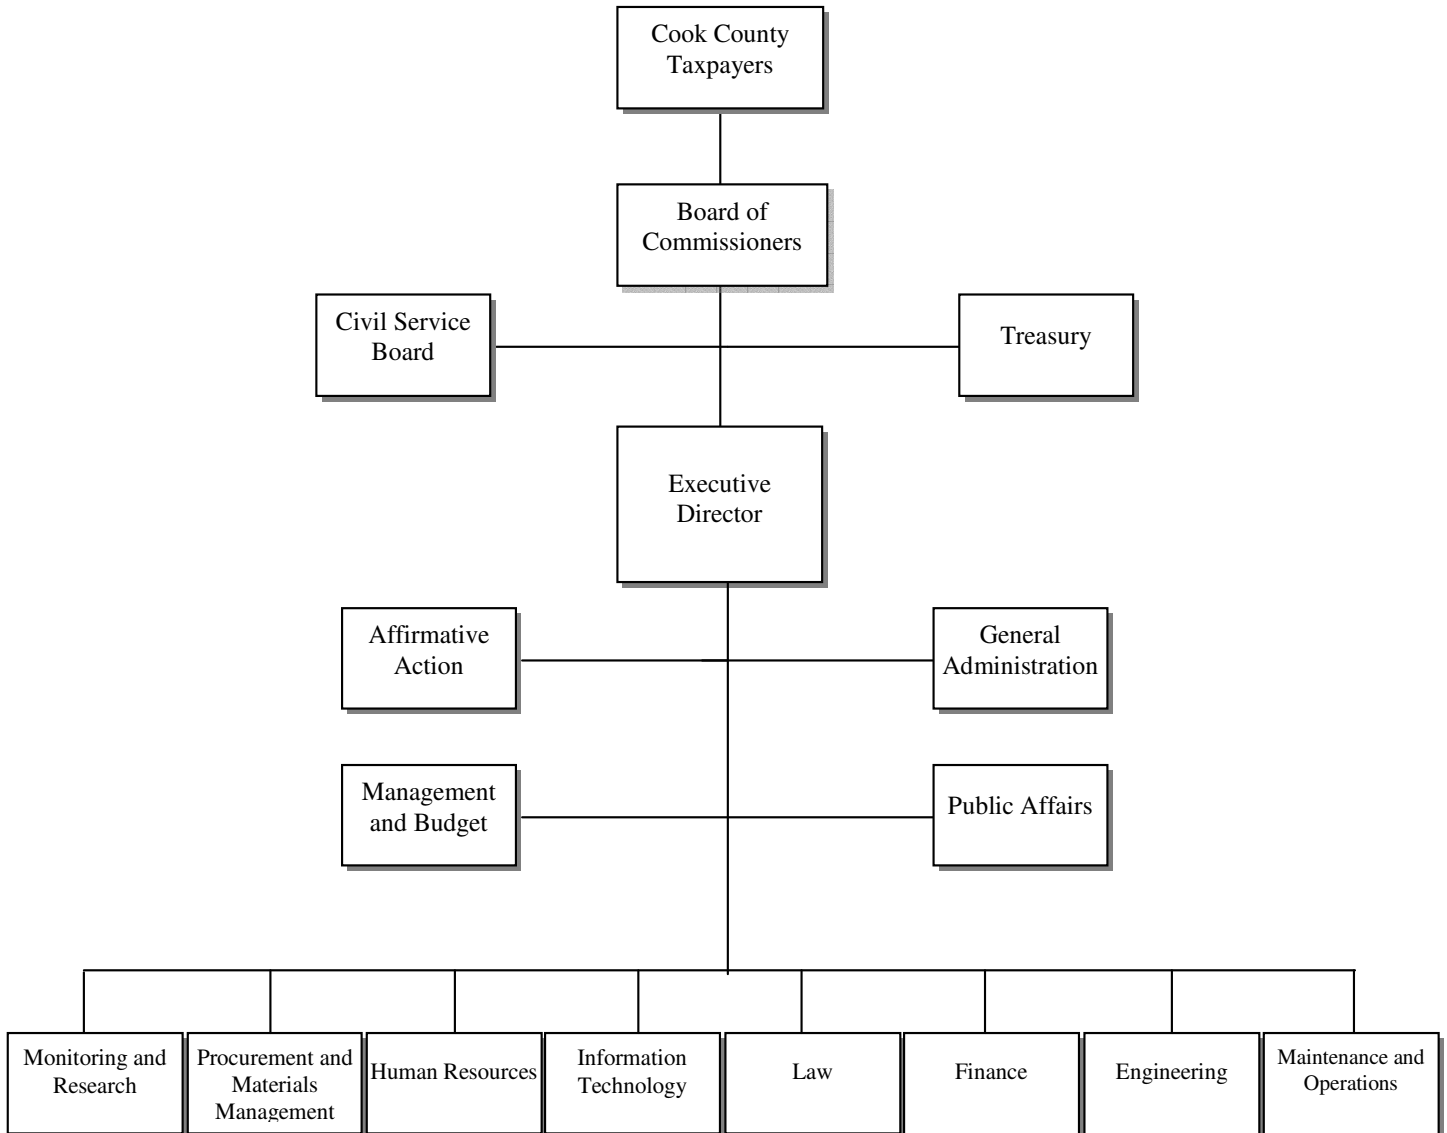 Cook County
Taxpayers
Board of
Commissioners
Civil Service
Board
Treasury
Executive
Director
Affirmative
Action
General
Administration
Management
and Budget
Public Affairs
Monitoring and
Research
Procurement and
Materials
Management
Human Resources
Information
Technology
Law
Finance
Engineering
Maintenance and
Operations